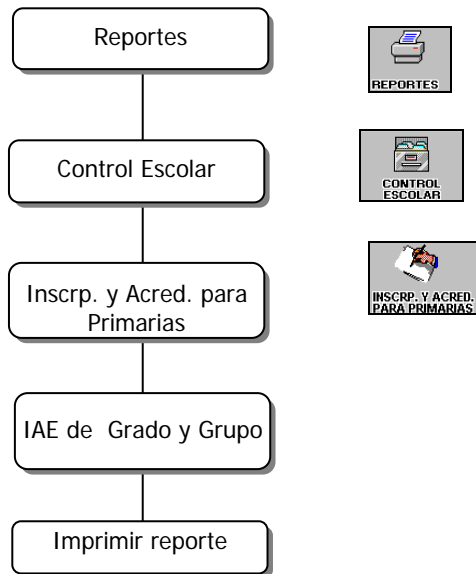 Reportes
REPORTES
Control Escolar
CONTROL
ESCOLAR
Inscrp. y Acred. para
Primarias
INSCRP. Y ACRED.
PARA PRIMARIAS
IAE de Grado y Grupo
Imprimir reporte